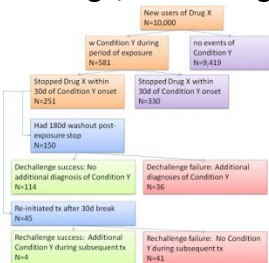 New users of Drug X
N=10,000
w Condition Y during
period of exposure
N=581
no events of
Condition Y
N=9,419
Stopped Drug X within
30d of Condition Y onset
N=251
Stopped Drug X within
30d of Condition Y onset
N=330
Had 180d washout post-
exposure stop
N=150
Dechallenge success: No
additional diagnosis of Condition Y
N=114
Dechallenge failure: Additional
diagnoses of Condition Y
N=36
Re-initiated tx after 30d break
N=45
Rechallenge success: Additional
Condition Y during subsequent tx
N=4
Rechallenge failure: No Condition
Y during subsequent tx
N=41